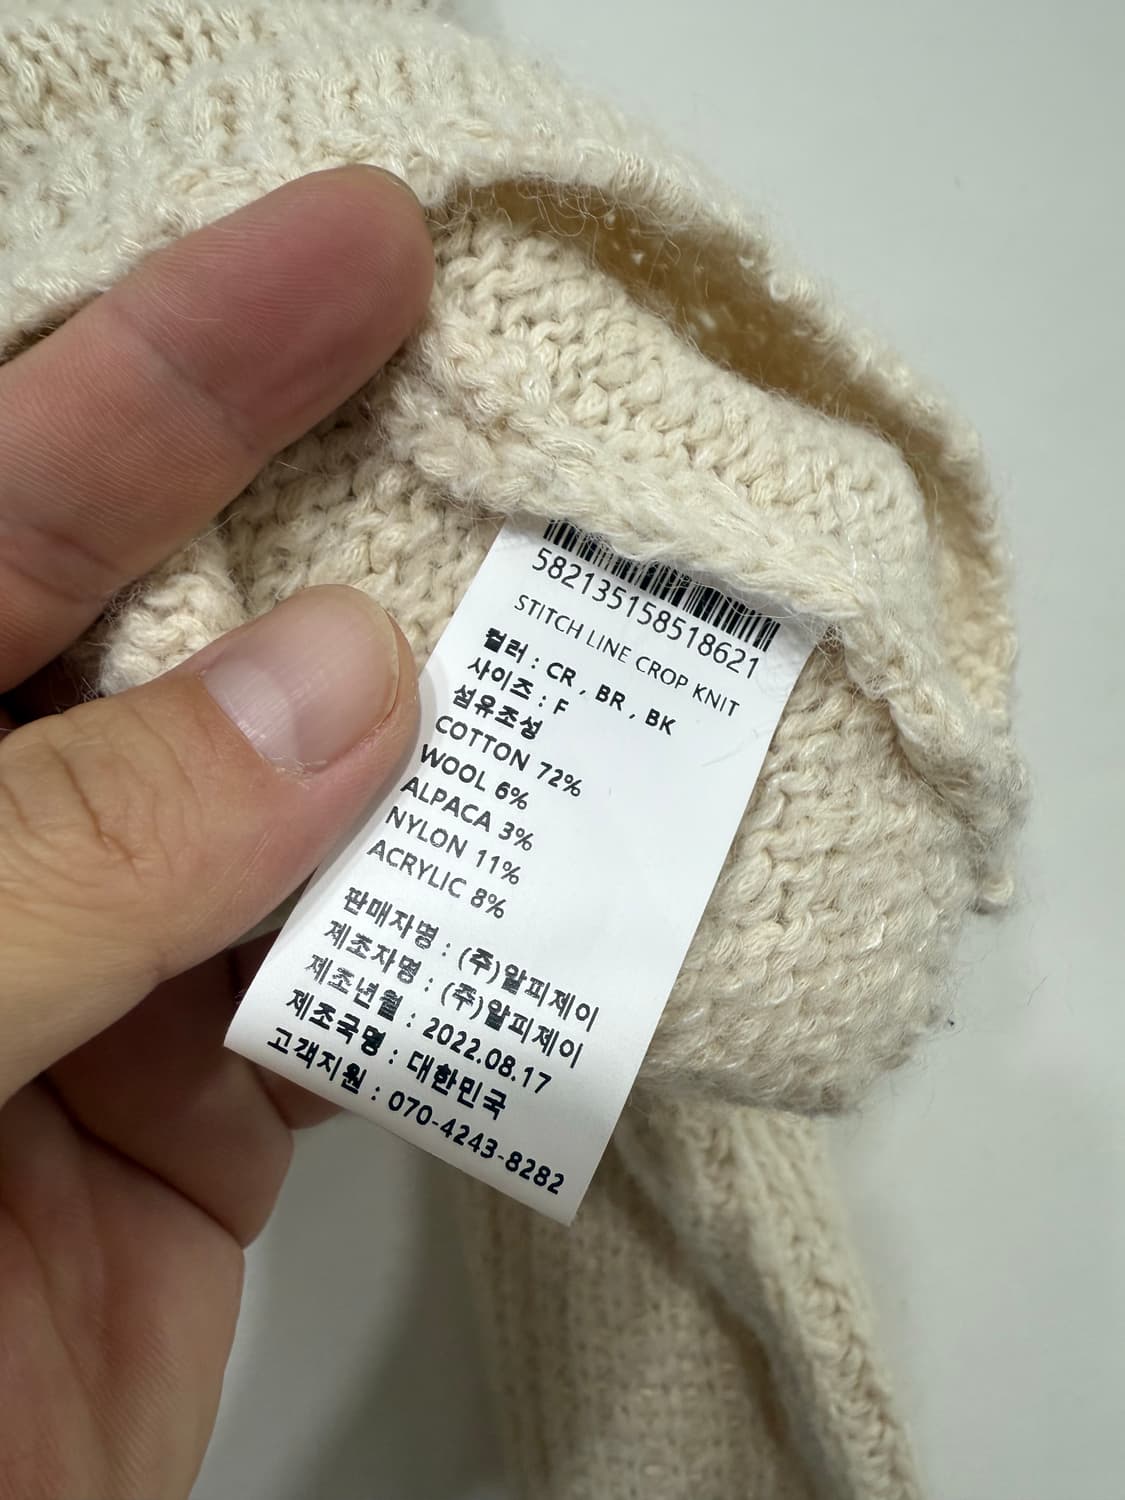 582135158518621
STITCH LINE CROP KNIT
컬러 : CR , BR , BK
사이즈 : F
섬유조성
COTTON 72%
WOOL 6%
ALPACA 3%
NYLON 11%
ACRYLIC 8%
판매자명 : (주)알피제이
제조자명 : (주)알피제이
제조년월 : 2022.08.17
제조국명 : 대한민국
고객지원 : 070-4243-8282